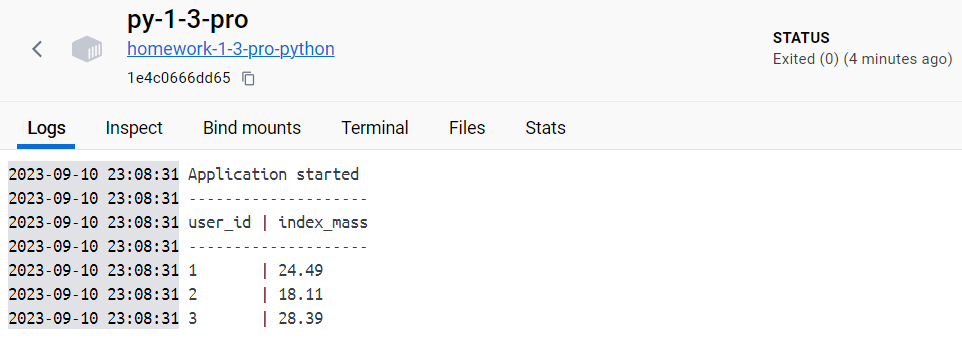 py-1-3-pro
homework-1-3-pro-python
1e4c0666dd65
STATUS
Exited (0) (4 minutes ago)
Logs Inspect Bind mounts Terminal Files Stats
2023-09-10 23:08:31 Application started
2023-09-10 23:08:31 --------------------
2023-09-10 23:08:31 user_id | index_mass
2023-09-10 23:08:31 --------------------
2023-09-10 23:08:31 1       | 24.49
2023-09-10 23:08:31 2       | 18.11
2023-09-10 23:08:31 3       | 28.39